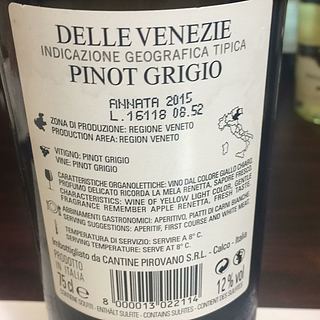 DELLE VENEZIE
INDICAZIONE GEOGRAFICA TIPICA
PINOT GRIGIO
ANNATA 2015
L.16118 08.52
ZONA DI PRODUZIONE: REGIONE VENETO
PRODUCTION AREA: REGION VENETO
VITIGNO: PINOT GRIGIO
VINE: PINOT GRIGIO
CARATTERISTICHE ORGANOLETTICHE: VINO DAL COLORE GIALLO CHIARO,
PROFUMO DELICATO RICORDA LA MELA RENETTA, SAPORE FRESCO
CHARACTERISTICS: WINE OF YELLOW LIGHT COLOR, QUITE
FRAGRANCE REMEMBER APPLE RENETTA, FRESH TASTE
ABBINAMENTI GASTRONOMICI: APERITIVO, PIATTI DI CARNI BIANCHE
SERVING SUGGESTIONS: APERITIF, FIRST COURSE AND WHITE MEAT
TEMPERATURA DI SERVIZIO: SERVIRE A 8° C.
SERVING TEMPERATURE: SERVE AT 8° C.
Imbottigliato da CANTINE PIROVANO S.R.L. - Calco - Italia
PRODOTTO
IN ITALIA
75 cl e
12% vol
8 000013 022114
CONTIENE SOLFITI - ENTHÄLT SULFITE - CONTAINS SULFITES - CONTIENT DES SULFITES